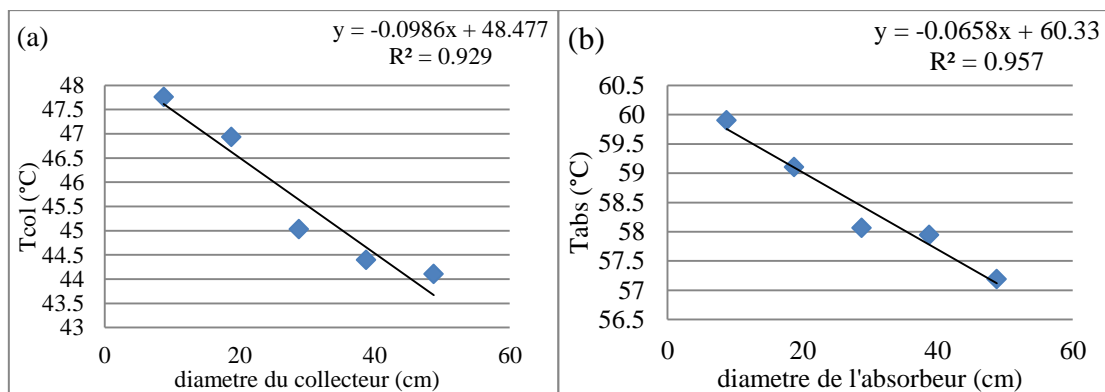 (a)
y = -0.0986x + 48.477
R² = 0.929
48
47.5
47
46.5
46
45.5
45
44.5
44
43.5
43
Tcol (°C)
0 20 40 60
diametre du collecteur (cm)
(b)
y = -0.0658x + 60.33
R² = 0.957
60.5
60
59.5
59
58.5
58
57.5
57
56.5
Tabs (°C)
0 20 40 60
diametre de l'absorbeur (cm)